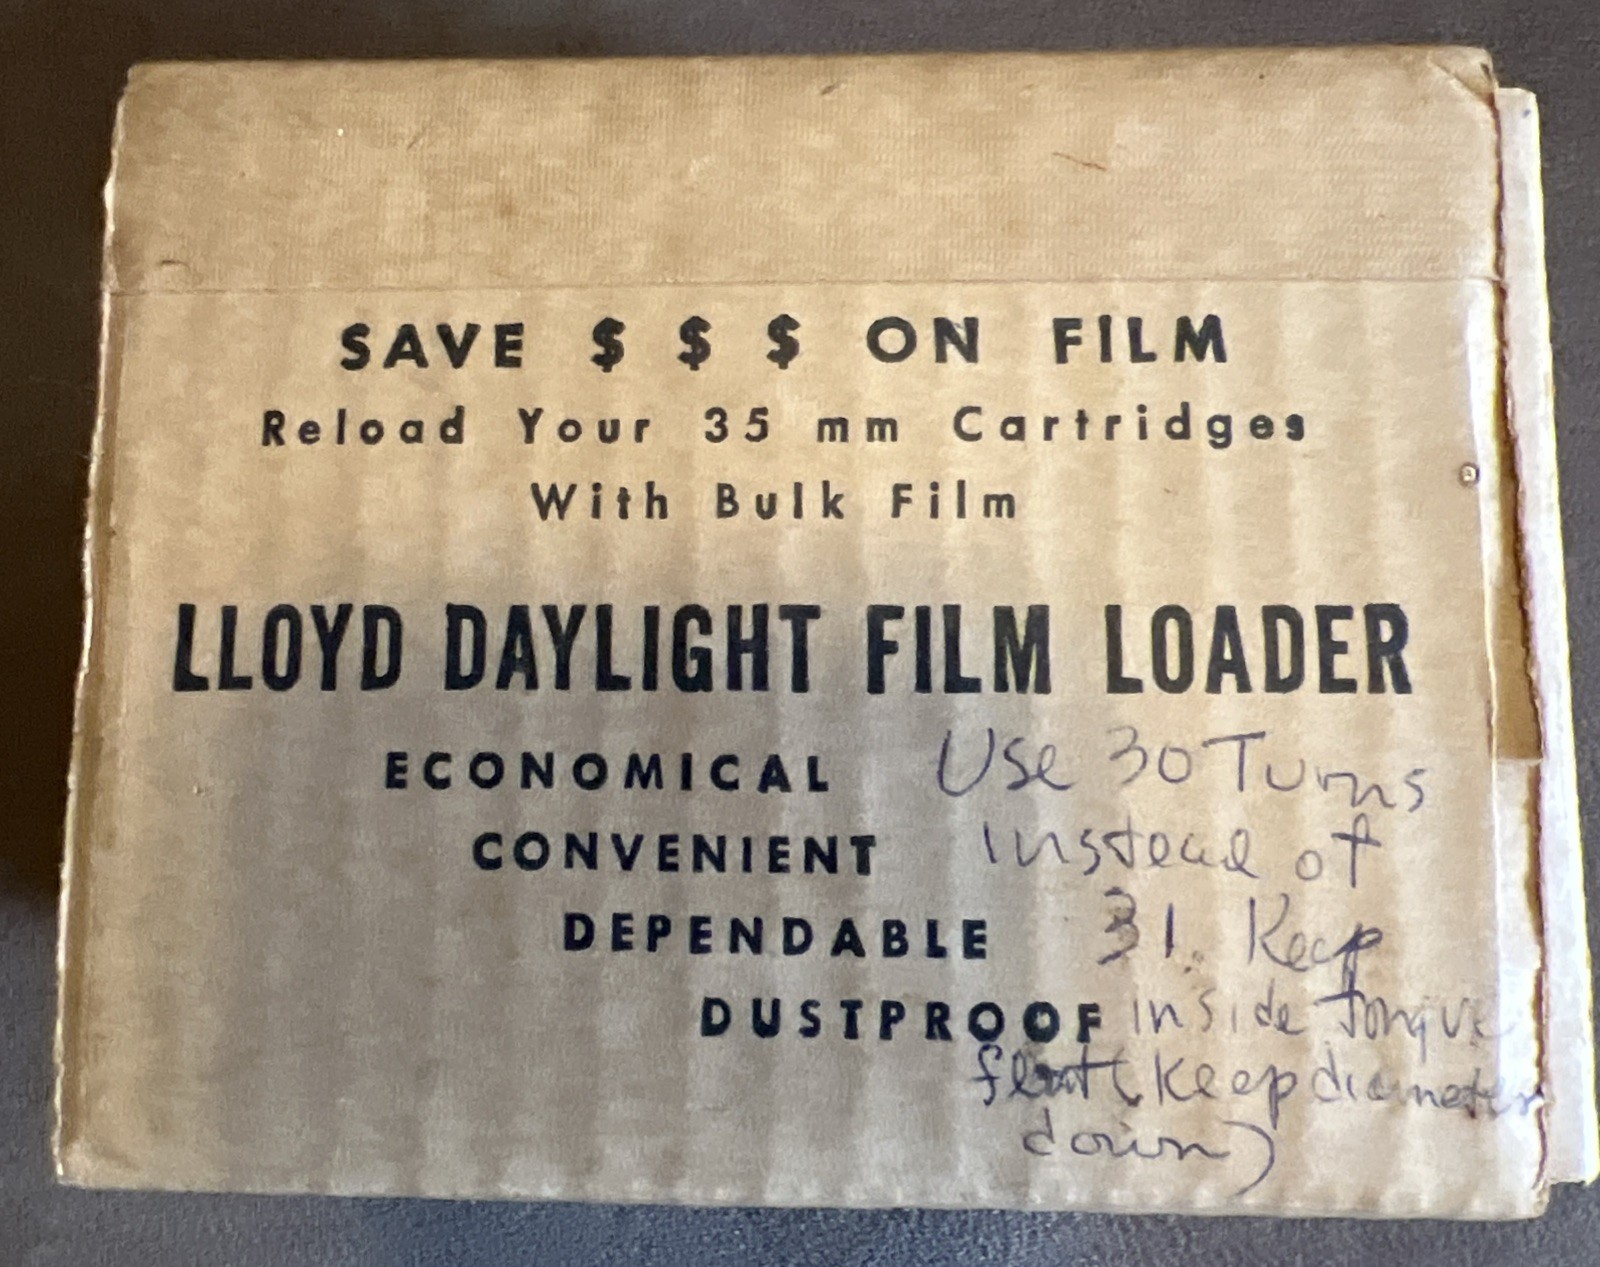 SAVE $ $ $ ON FILM
Reload Your 35 mm Cartridges
With Bulk Film
LLOYD DAYLIGHT FILM LOADER
ECONOMICAL
CONVENIENT
DEPENDABLE
DUSTPROOF
Use 30 Turns
instead of
31. Keep
inside tongue
flat (keep diameter
down)